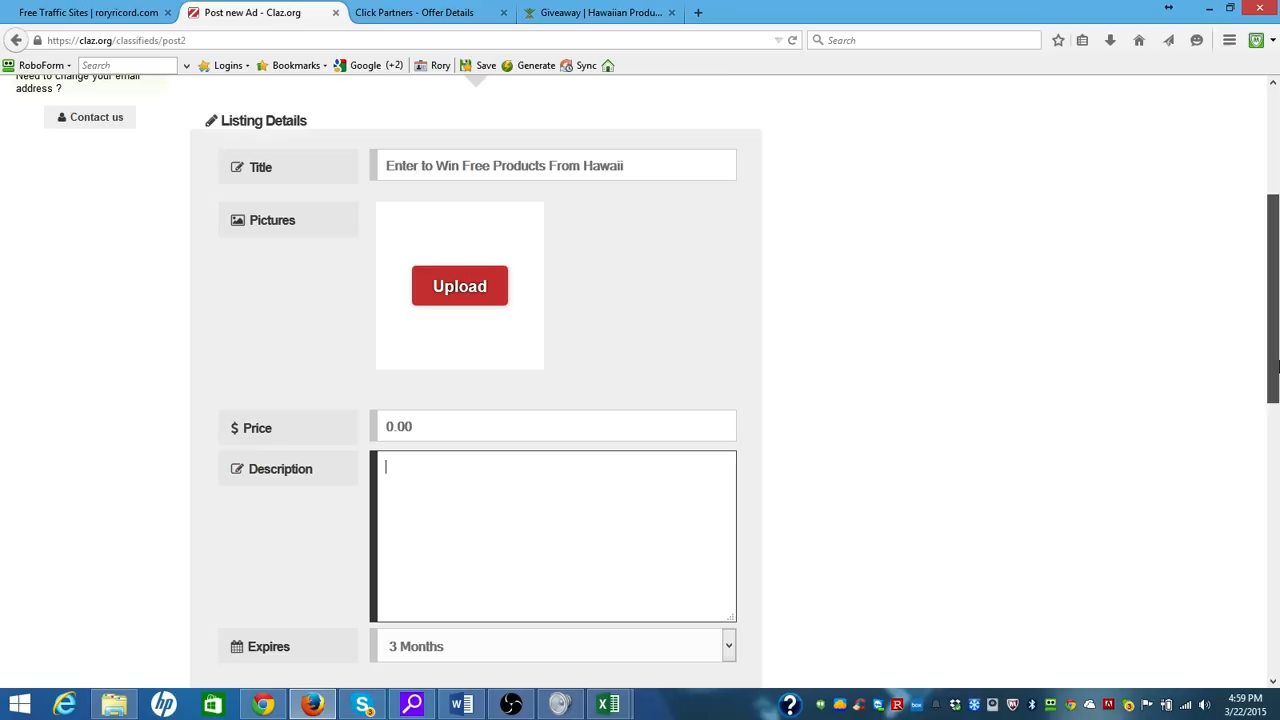 Free Traffic Sites | roryricord.com
Post new Ad - Claz.org
Click Partners - Offer Details
Giveaway | Hawaiian Produ...
https://claz.org/classifieds/post2
Search
RoboForm
Search
Logins
Bookmarks
Google (+2)
Rory
Save
Generate
Sync
Need to change your email
address ?
Contact us
Listing Details
Title
Enter to Win Free Products From Hawaii
Pictures
Upload
$ Price
0.00
Description
Expires
3 Months
4:59 PM
3/22/2015